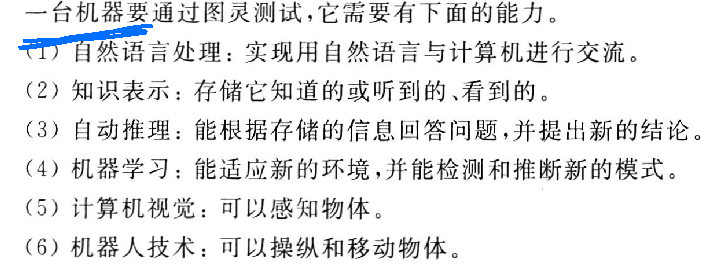 一台机器要通过图灵测试,它需要有下面的能力。
(1) 自然语言处理:实现用自然语言与计算机进行交流。
(2) 知识表示:存储它知道的或听到的、看到的。
(3) 自动推理:能根据存储的信息回答问题,并提出新的结论。
(4) 机器学习:能适应新的环境,并能检测和推断新的模式。
(5) 计算机视觉:可以感知物体。
(6) 机器人技术:可以操纵和移动物体。